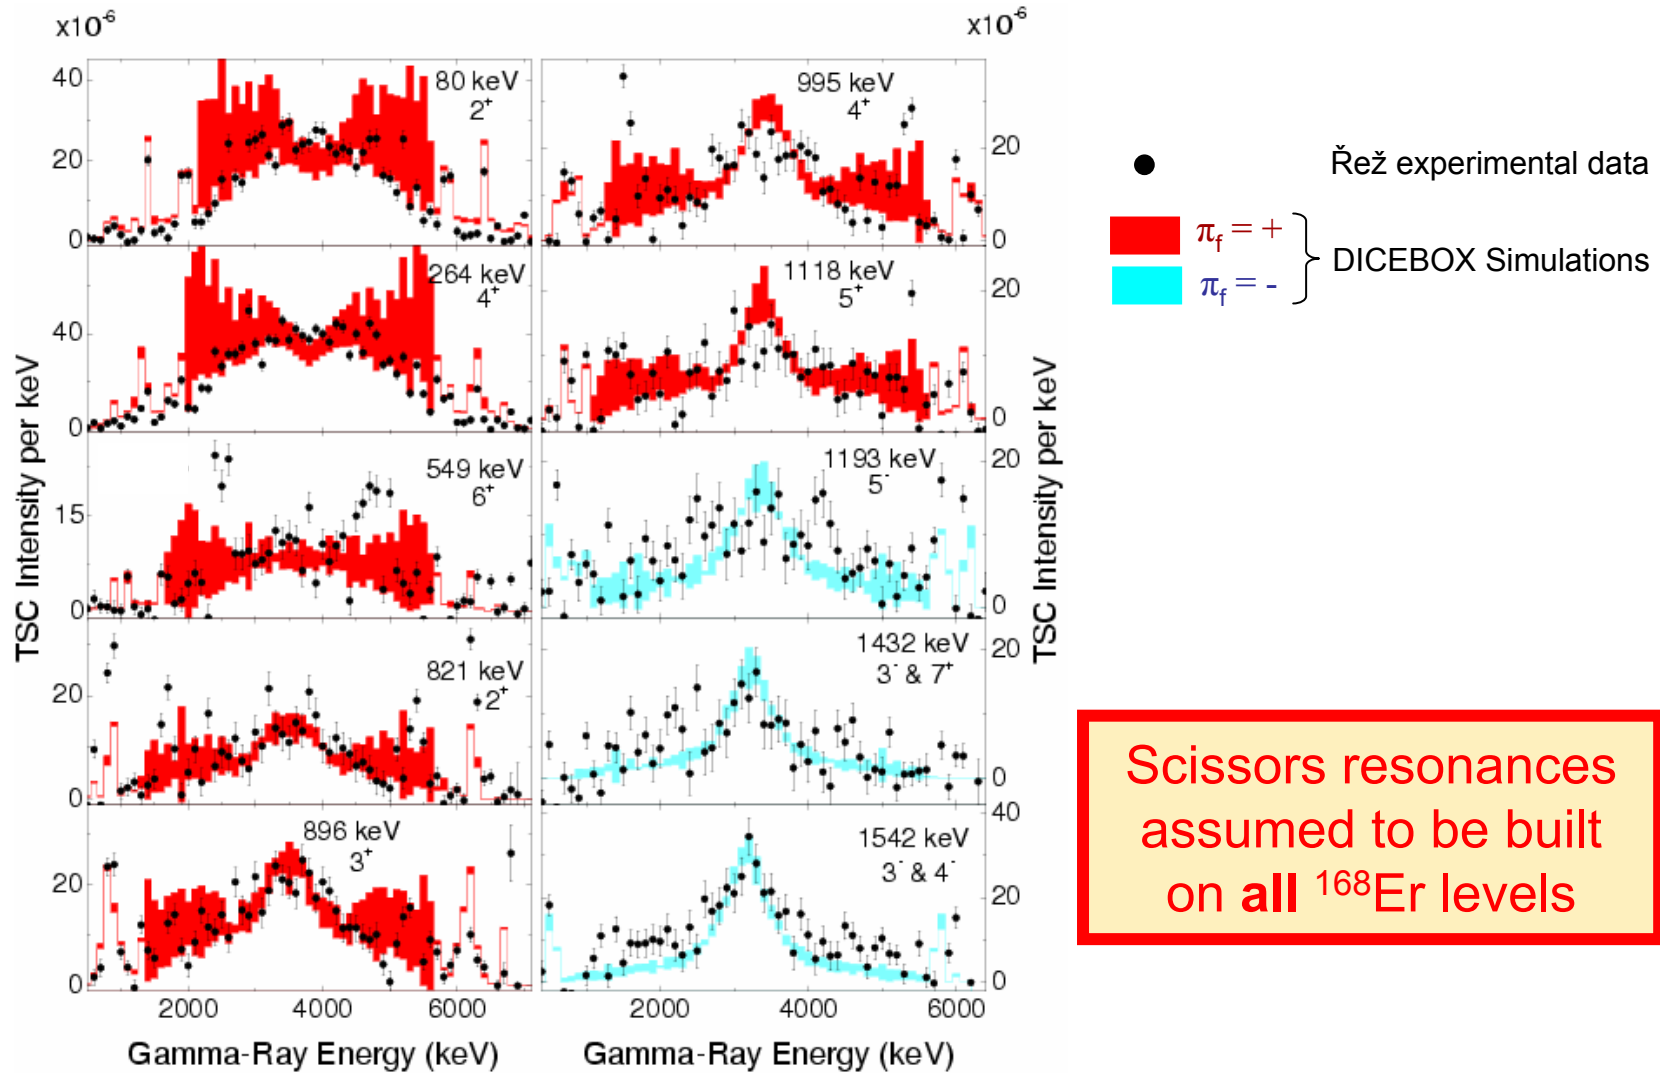 x10⁻⁶
x10⁻⁶
TSC Intensity per keV
TSC Intensity per keV
40
20
0
80 keV
2⁺
40
0
264 keV
4⁺
15
0
549 keV
6⁺
20
0
821 keV
2⁺
20
0
896 keV
3⁺
995 keV
4⁺
20
0
1118 keV
5⁺
20
0
1193 keV
5⁻
20
0
1432 keV
3⁻ & 7⁺
20
0
1542 keV
3⁻ & 4⁻
40
20
0
2000 4000 6000
2000 4000 6000
Gamma-Ray Energy (keV)
Gamma-Ray Energy (keV)
Řež experimental data
π_f = +
π_f = -
DICEBOX Simulations
Scissors resonances
assumed to be built
on all ¹⁶⁸Er levels